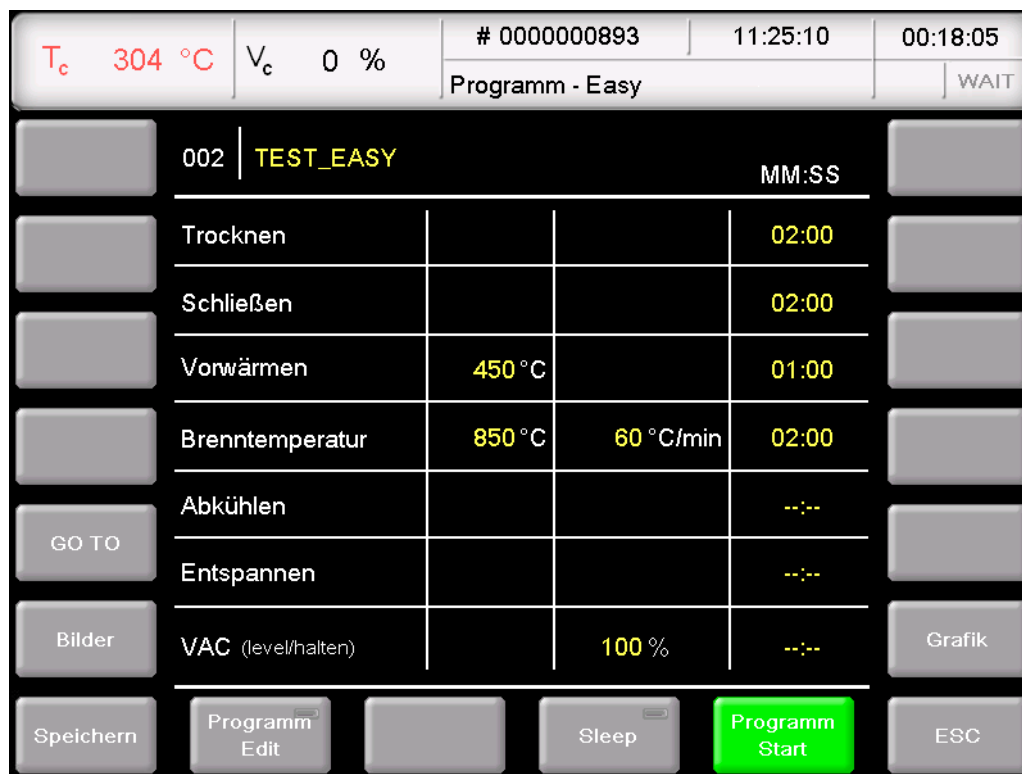 Tc 304 °C Vc 0 % # 0000000893 11:25:10 00:18:05
Programm - Easy WAIT
002 TEST_EASY MM:SS
Trocknen 02:00
Schließen 02:00
Vorwärmen 450 °C 01:00
Brenntemperatur 850 °C 60 °C/min 02:00
Abkühlen --:--
GO TO
Entspannen --:--
Bilder VAC (level/halten) 100 % --:-- Grafik
Speichern Programm Edit Sleep Programm Start ESC